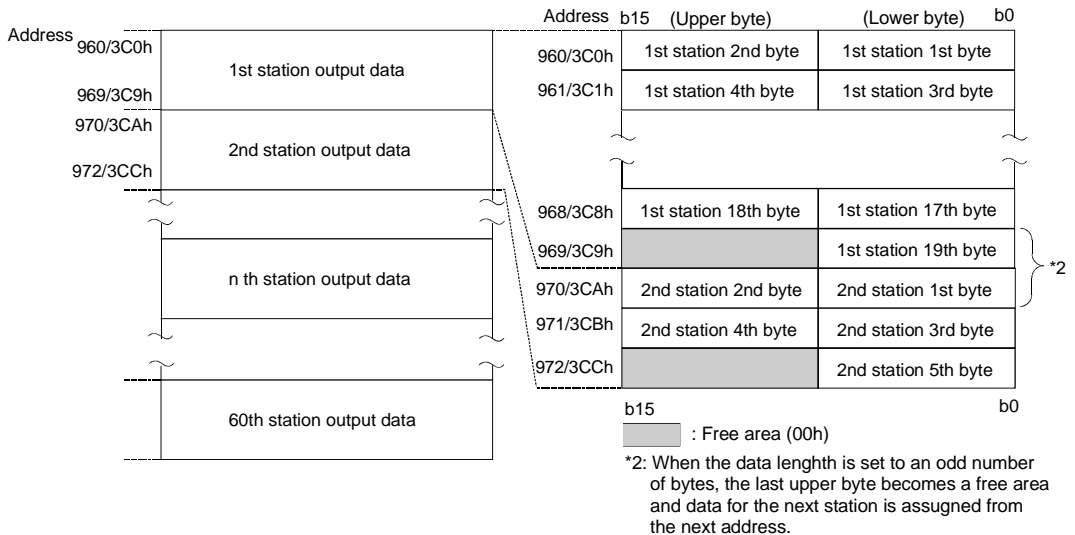 Address
960/3C0h
1st station output data
969/3C9h
970/3CAh
2nd station output data
972/3CCh
n th station output data
60th station output data
Address b15 (Upper byte) (Lower byte) b0
960/3C0h 1st station 2nd byte 1st station 1st byte
961/3C1h 1st station 4th byte 1st station 3rd byte
968/3C8h 1st station 18th byte 1st station 17th byte
969/3C9h 1st station 19th byte
*2
970/3CAh 2nd station 2nd byte 2nd station 1st byte
971/3CBh 2nd station 4th byte 2nd station 3rd byte
972/3CCh 2nd station 5th byte
b15 b0
: Free area (00h)
*2: When the data lenghth is set to an odd number
of bytes, the last upper byte becomes a free area
and data for the next station is assugned from
the next address.